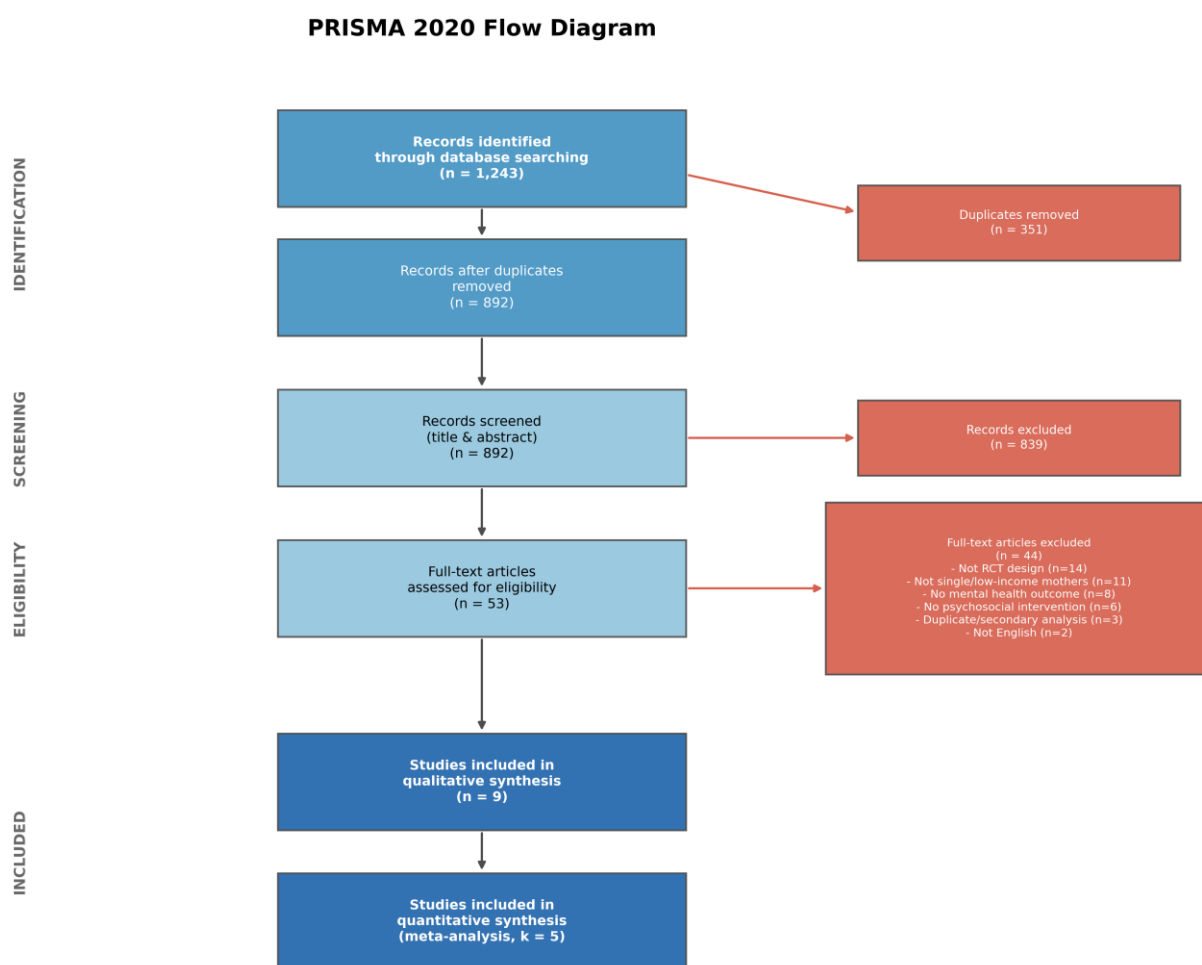 PRISMA 2020 Flow Diagram
IDENTIFICATION
Records identified
through database searching
(n = 1,243)
Duplicates removed
(n = 351)
Records after duplicates
removed
(n = 892)
SCREENING
Records screened
(title & abstract)
(n = 892)
Records excluded
(n = 839)
ELIGIBILITY
Full-text articles
assessed for eligibility
(n = 53)
Full-text articles excluded
(n = 44)
- Not RCT design (n=14)
- Not single/low-income mothers (n=11)
- No mental health outcome (n=8)
- No psychosocial intervention (n=6)
- Duplicate/secondary analysis (n=3)
- Not English (n=2)
INCLUDED
Studies included in
qualitative synthesis
(n = 9)
Studies included in
quantitative synthesis
(meta-analysis, k = 5)